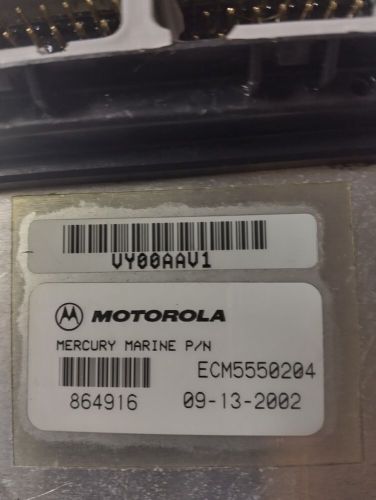 VY00AAV1
MOTOROLA
MERCURY MARINE P/N
ECM5550204
864916 09-13-2002